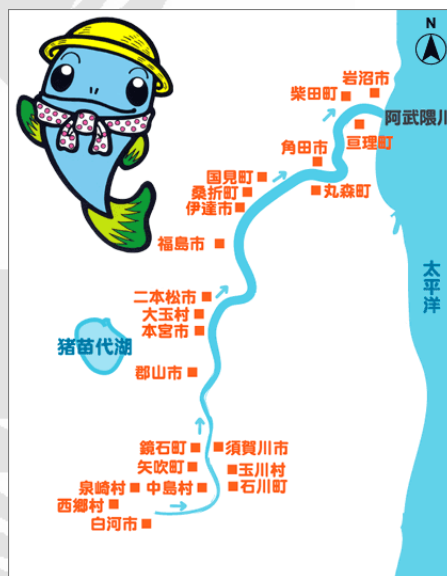 N
岩沼市
柴田町
阿武隈川
亘理町
角田市
国見町
丸森町
桑折町
伊達市
福島市
太平洋
二本松市
大玉村
本宮市
猪苗代湖
郡山市
鏡石町
須賀川市
矢吹町
玉川村
泉崎村
中島村
石川町
西郷村
白河市